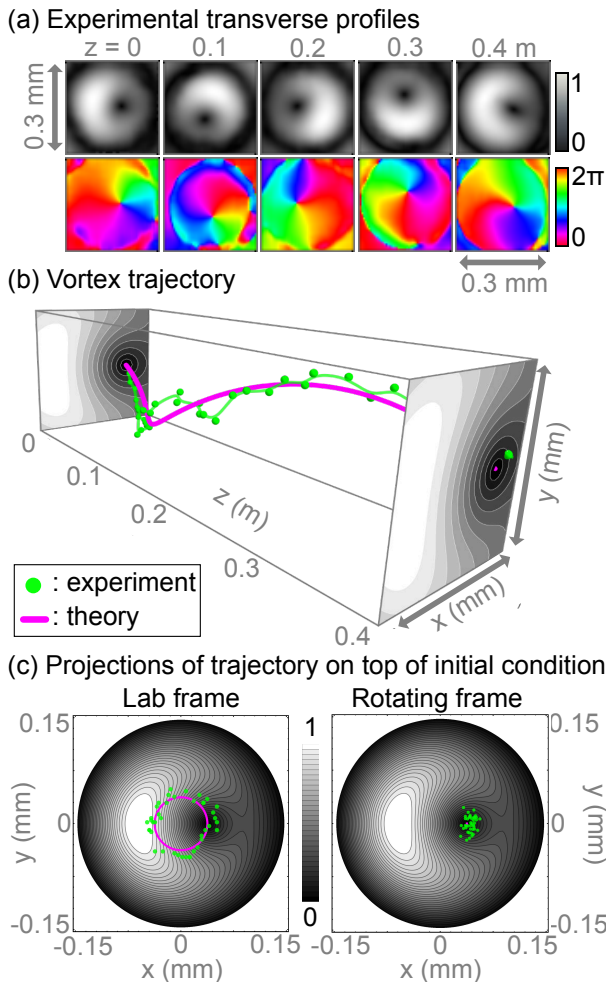 (a) Experimental transverse profiles
z = 0 0.1 0.2 0.3 0.4 m
0.3 mm
1
0
2π
0
0.3 mm
(b) Vortex trajectory
0
0.1
0.2
0.3
0.4
z (m)
x (mm)
y (mm)
: experiment
: theory
(c) Projections of trajectory on top of initial condition
Lab frame
Rotating frame
0.15
0
-0.15
y (mm)
-0.15 0 0.15
x (mm)
1
0
0.15
0
-0.15
y (mm)
-0.15 0 0.15
x (mm)